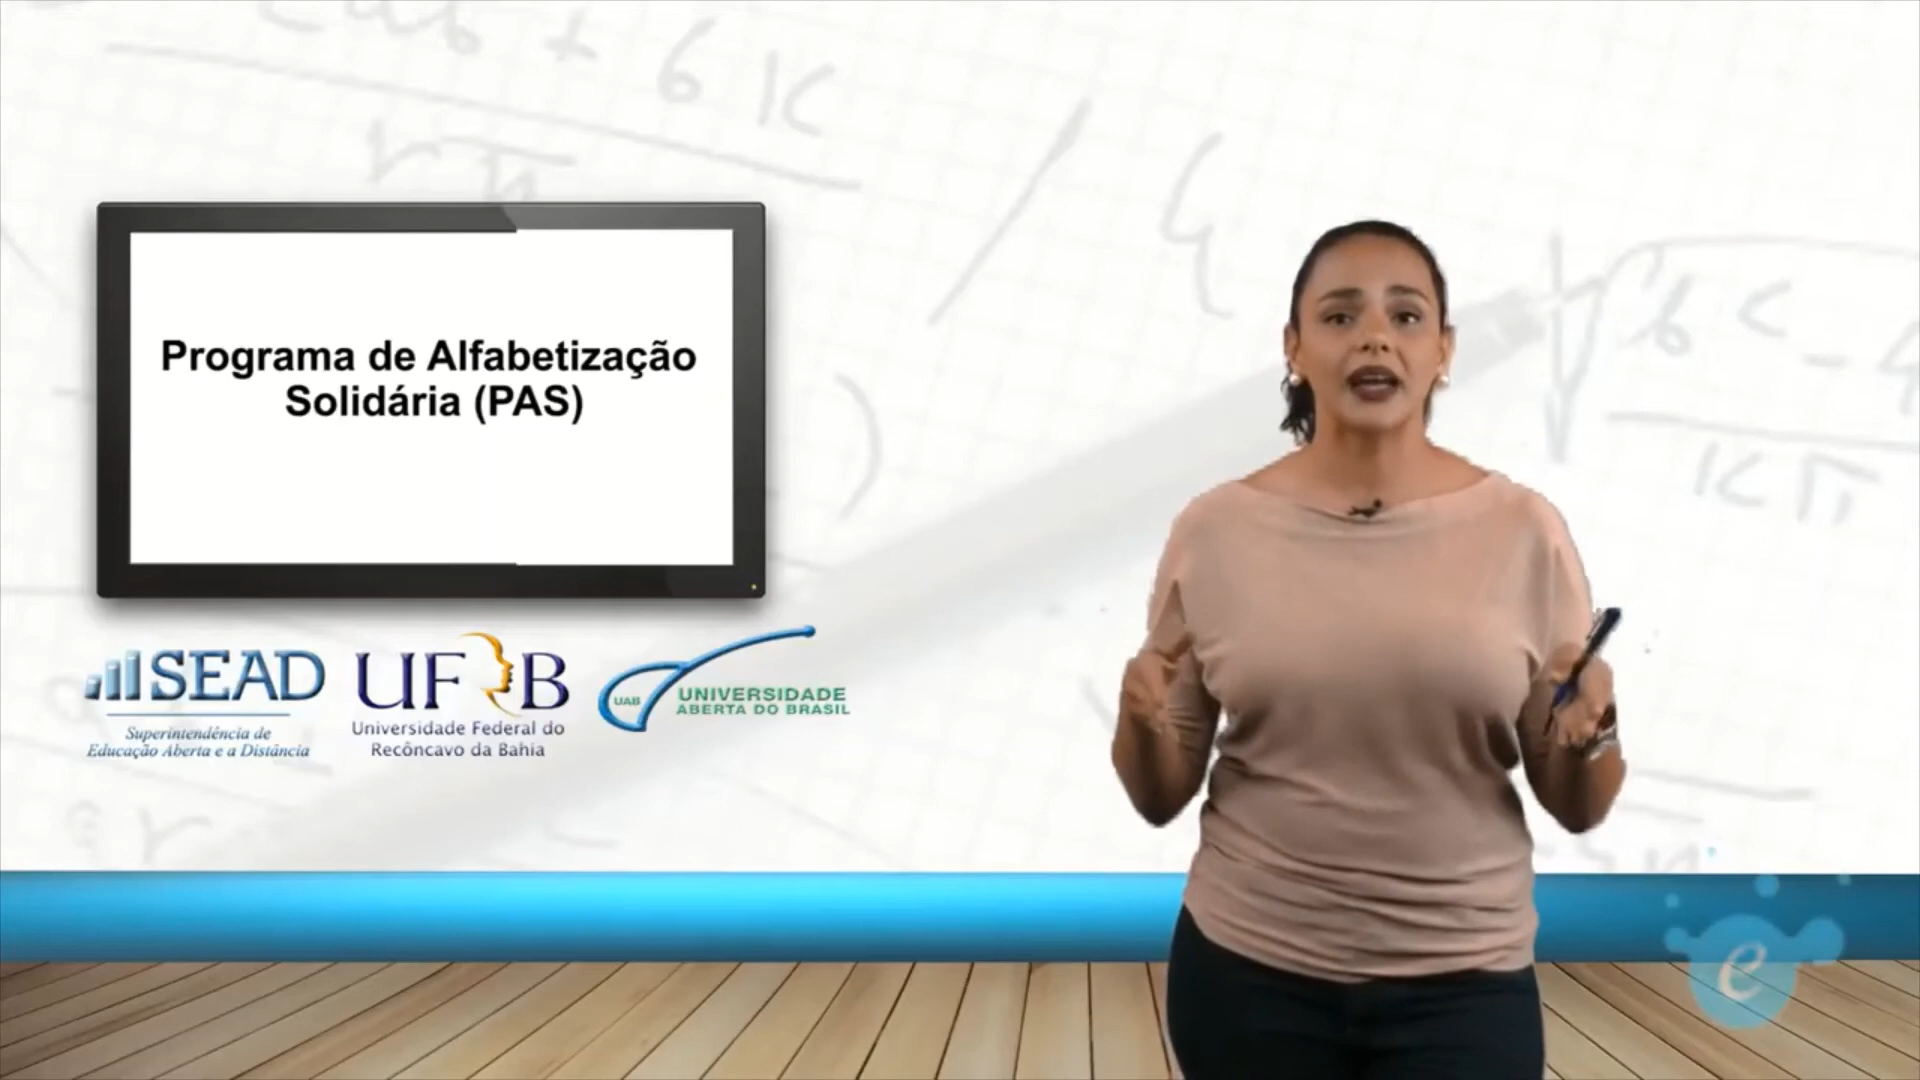 Programa de Alfabetização
Solidária (PAS)
SEAD
Superintendência de
Educação Aberta e a Distância
UFRB
Universidade Federal do
Recôncavo da Bahia
UAB
UNIVERSIDADE
ABERTA DO BRASIL
e